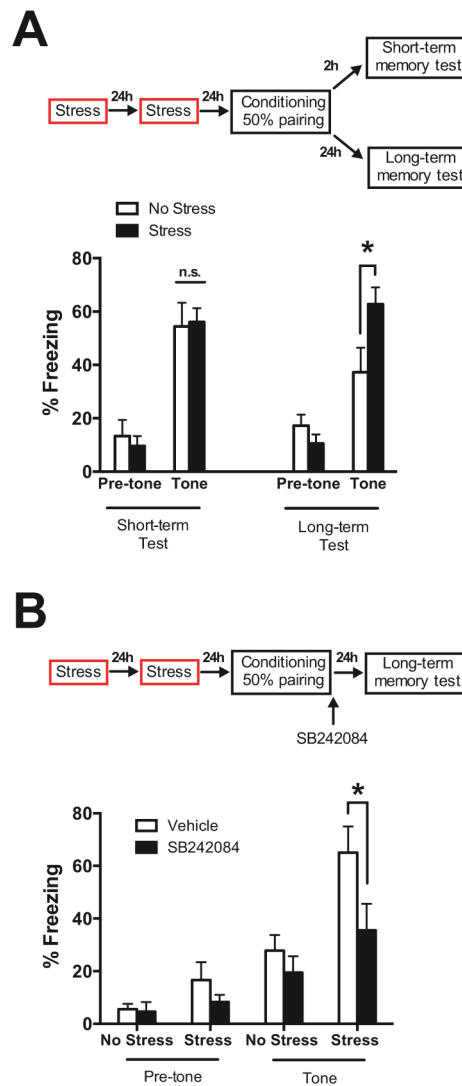 A
Stress
24h
Stress
24h
Conditioning
50% pairing
2h
Short-term
memory test
24h
Long-term
memory test
No Stress
Stress
% Freezing
80
60
40
20
0
n.s.
*
Pre-tone
Tone
Pre-tone
Tone
Short-term
Test
Long-term
Test
B
Stress
24h
Stress
24h
Conditioning
50% pairing
24h
Long-term
memory test
SB242084
Vehicle
SB242084
% Freezing
80
60
40
20
0
*
No Stress
Stress
No Stress
Stress
Pre-tone
Tone